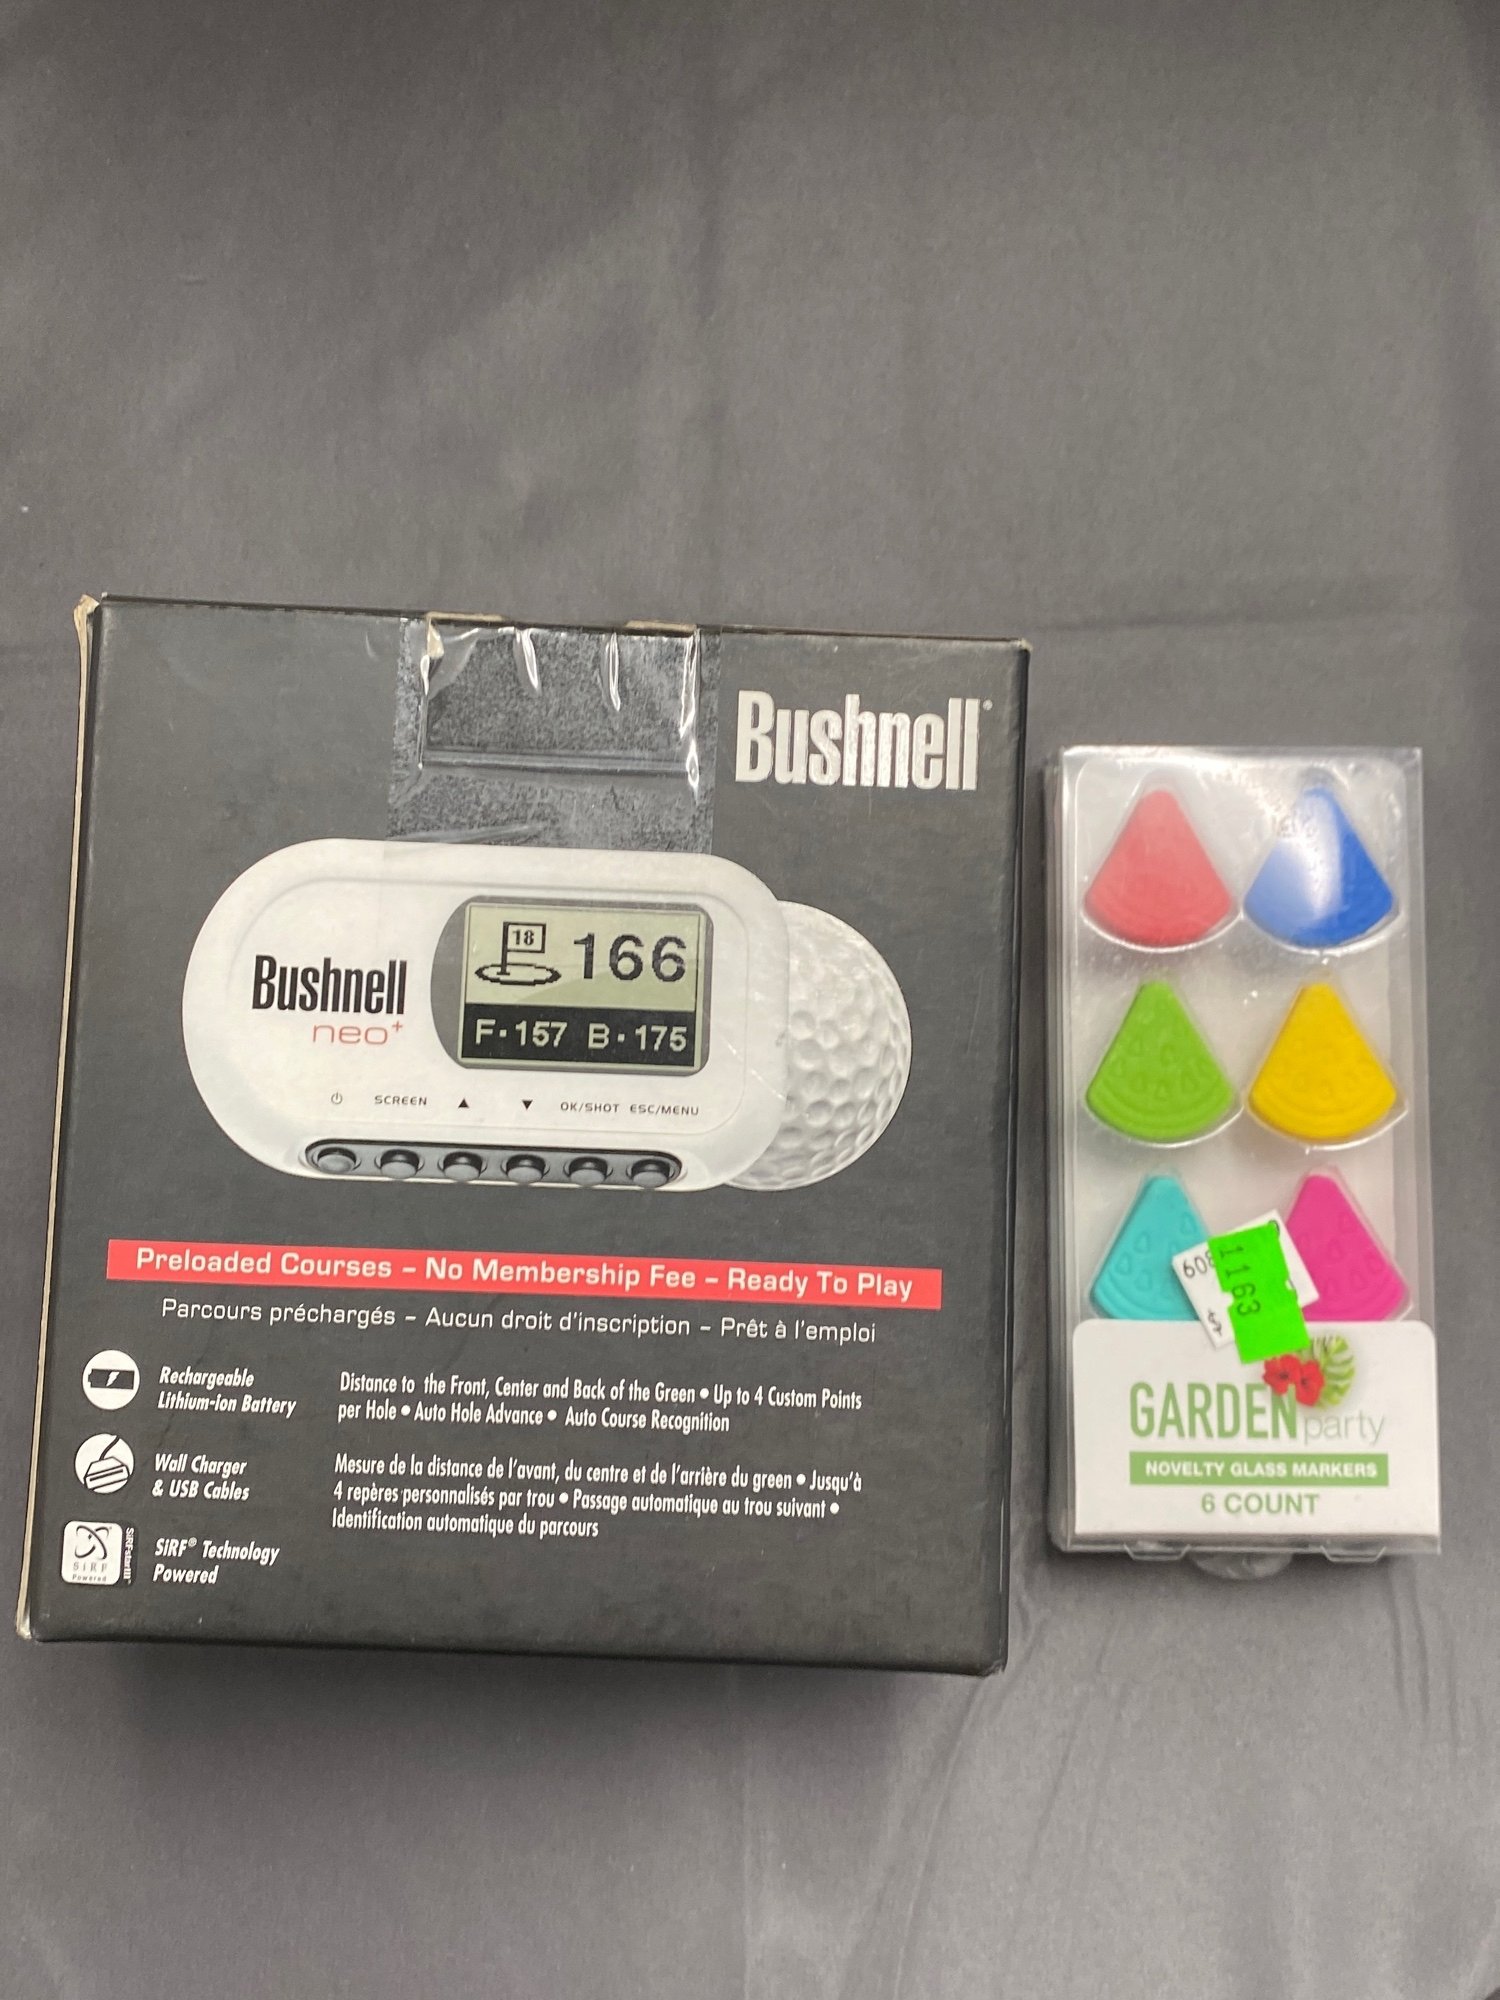 Bushnell®
Bushnell
neo+
18 166
F·157 B·175
SCREEN ▲ ▼ OK/SHOT ESC/MENU
Preloaded Courses – No Membership Fee – Ready To Play
Parcours préchargés – Aucun droit d'inscription – Prêt à l'emploi
Rechargeable
Lithium-ion Battery
Distance to the Front, Center and Back of the Green • Up to 4 Custom Points
per Hole • Auto Hole Advance • Auto Course Recognition
Wall Charger
& USB Cables
Mesure de la distance de l'avant, du centre et de l'arrière du green • Jusqu'à
4 repères personnalisés par trou • Passage automatique au trou suivant •
Identification automatique du parcours
SiRF
Powered
SiRFstarIII™
SiRF® Technology
Powered
608
1163
GARDEN party
NOVELTY GLASS MARKERS
6 COUNT